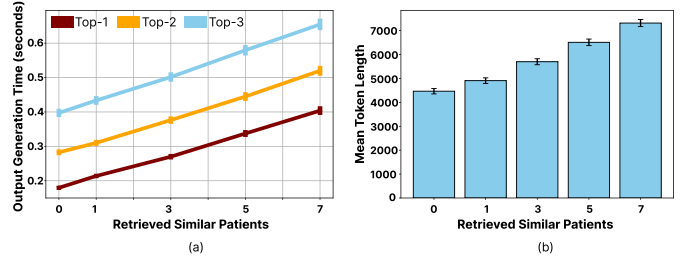 Top-1 Top-2 Top-3
Output Generation Time (seconds)
0.6
0.5
0.4
0.3
0.2
0 1 3 5 7
Retrieved Similar Patients
(a)
Mean Token Length
7000
6000
5000
4000
3000
2000
1000
0
0 1 3 5 7
Retrieved Similar Patients
(b)